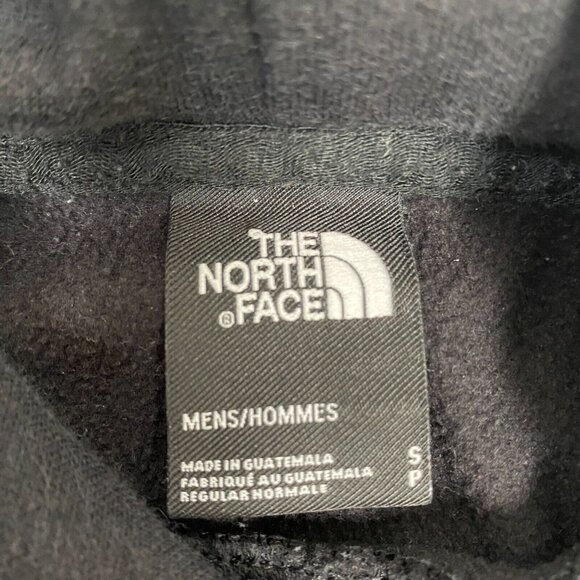 THE
NORTH
® FACE
MENS/HOMMES
MADE IN GUATEMALA
FABRIQUÉ AU GUATEMALA
REGULAR NORMALE
S
P